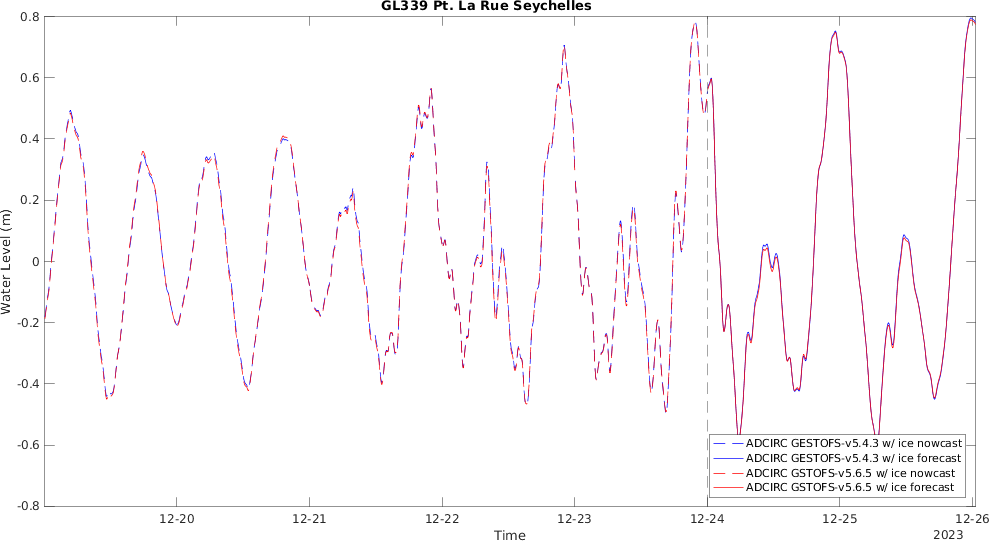 GL339 Pt. La Rue Seychelles
0.8
0.6
0.4
0.2
0
-0.2
-0.4
-0.6
-0.8
Water Level (m)
ADCIRC GESTOFS-v5.4.3 w/ ice nowcast
ADCIRC GESTOFS-v5.4.3 w/ ice forecast
ADCIRC GSTOFS-v5.6.5 w/ ice nowcast
ADCIRC GSTOFS-v5.6.5 w/ ice forecast
12-20 12-21 12-22 12-23 12-24 12-25 12-26
Time
2023